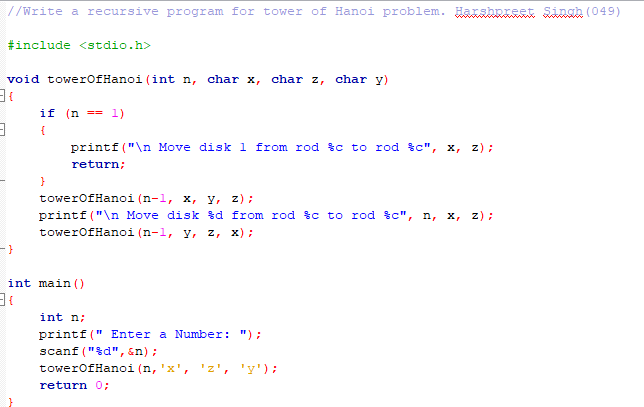 //Write a recursive program for tower of Hanoi problem. Harshpreet Singh(049)
#include <stdio.h>
void towerOfHanoi(int n, char x, char z, char y)
{
if (n == 1)
{
printf("\n Move disk 1 from rod %c to rod %c", x, z);
return;
}
towerOfHanoi(n-1, x, y, z);
printf("\n Move disk %d from rod %c to rod %c", n, x, z);
towerOfHanoi(n-1, y, z, x);
}
int main()
{
int n;
printf(" Enter a Number: ");
scanf("%d",&n);
towerOfHanoi(n,'x', 'z', 'y');
return 0;
}